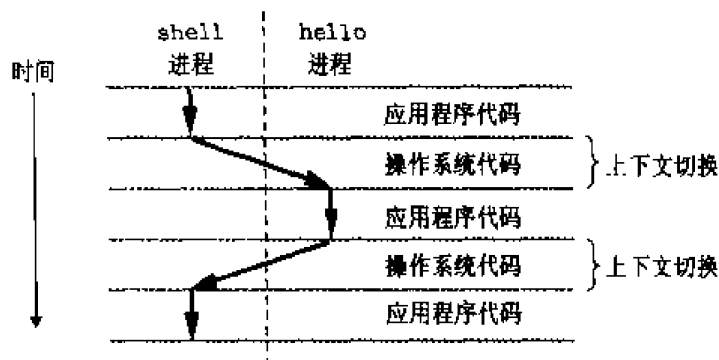 shell hello
进程 进程
时间
应用程序代码
操作系统代码 上下文切换
应用程序代码
操作系统代码 上下文切换
应用程序代码